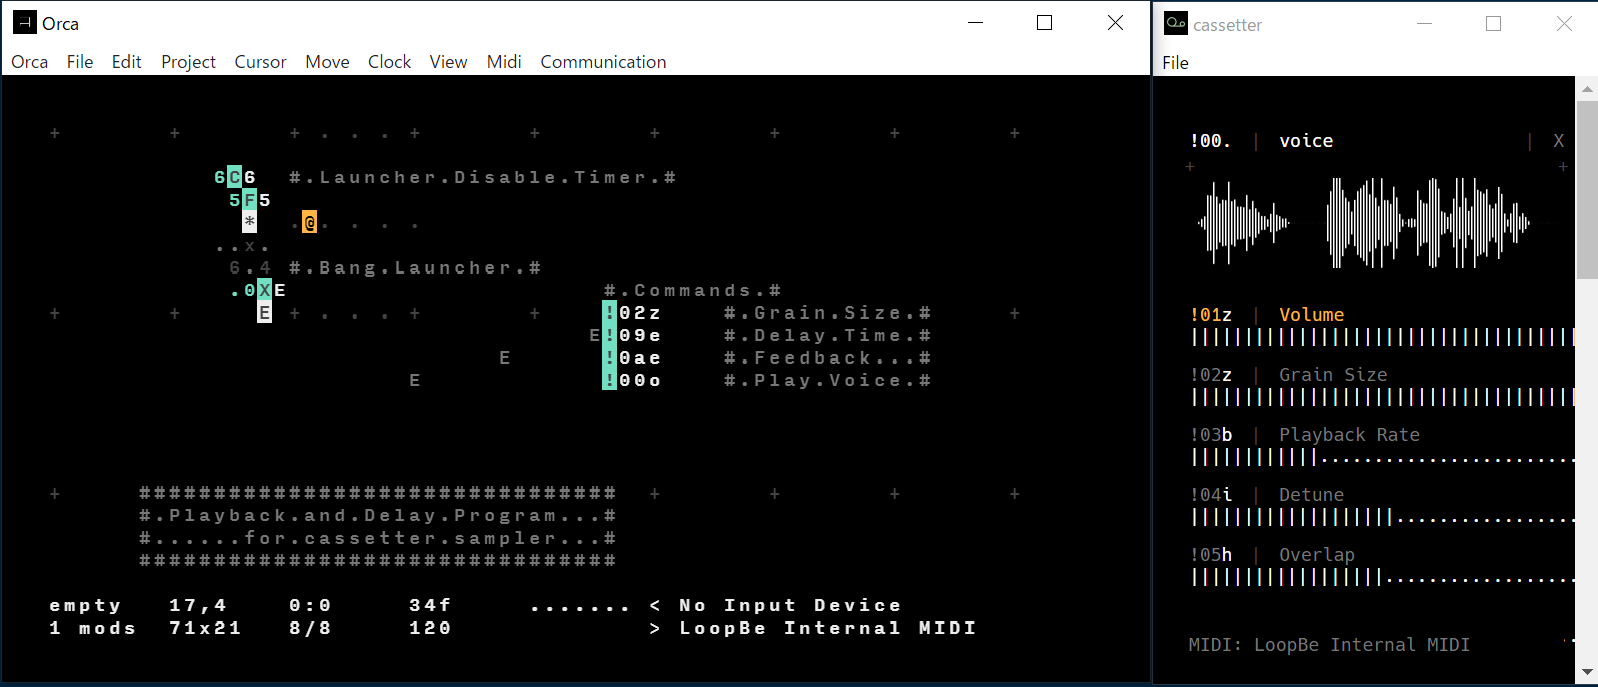 Orca
Orca File Edit Project Cursor Move Clock View Midi Communication
+ + + . . . + + + + + +
6C6 #.Launcher.Disable.Timer.#
5F5
* .@. . . .
..x.
6.4 #.Bang.Launcher.#
.0XE #.Commands.#
+ + E + . . . + + !02z #.Grain.Size.# +
E!09e #.Delay.Time.#
E !0ae #.Feedback...#
E !00o #.Play.Voice.#
+ ################################ + + + +
#.Playback.and.Delay.Program...#
#......for.cassetter.sampler...#
################################
empty 17,4 0:0 34f ....... < No Input Device
1 mods 71x21 8/8 120 > LoopBe Internal MIDI
cassetter
File
!00. | voice | X
+ +
!01z | Volume
||||||||||||||||||||||||||||||||||||
!02z | Grain Size
||||||||||||||||||||||||||||||||||||
!03b | Playback Rate
||||||||||||........................
!04i | Detune
|||||||||||||||||||.................
!05h | Overlap
||||||||||||||||||..................
MIDI: LoopBe Internal MIDI